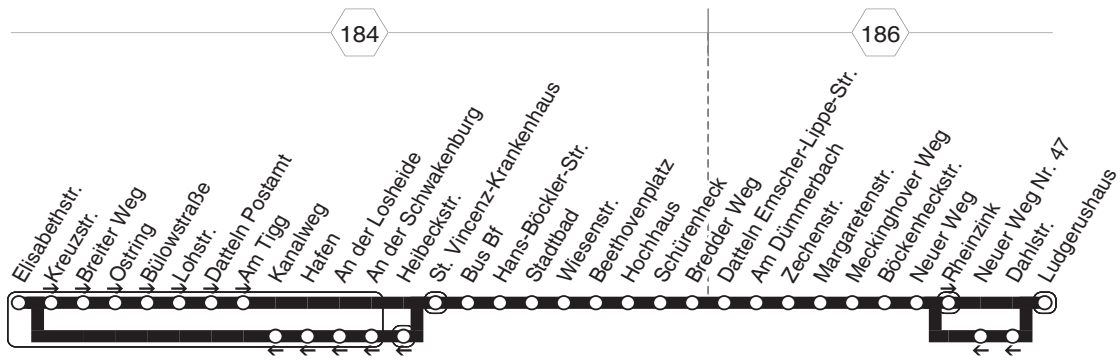 184
186
Elisabethstr.
Kreuzstr.
Breiter Weg
Ostring
Bülowstraße
Lohstr.
Datteln Postamt
Am Tigg
Kanalweg
Hafen
An der Losheide
An der Schwakenburg
Heibeckstr.
St. Vincenz-Krankenhaus
Bus Bf
Hans-Böckler-Str.
Stadtbad
Wiesenstr.
Beethovenplatz
Hochhaus
Schürenheck
Bredder Weg
Datteln Emscher-Lippe-Str.
Am Dümmerbach
Zechenstr.
Margaretenstr.
Meckinghover Weg
Böckenheckstr.
Neuer Weg
Rheinzink
Neuer Weg Nr. 47
Dahlstr.
Ludgerushaus